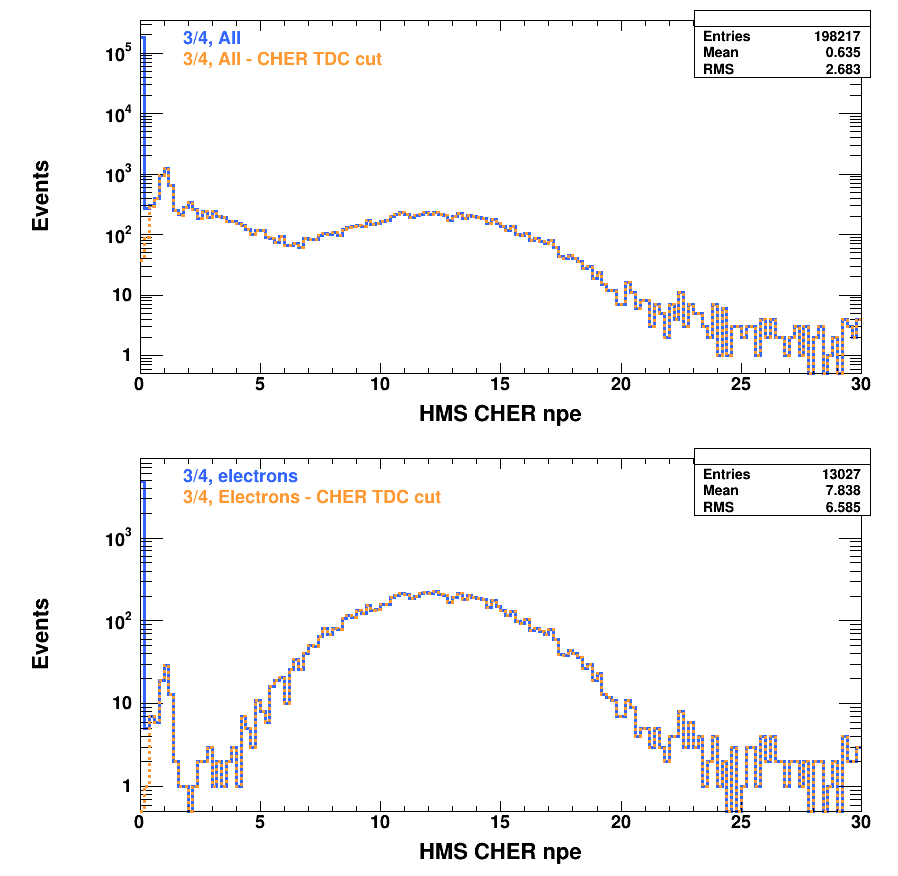 3/4, All
3/4, All - CHER TDC cut
Entries 198217
Mean 0.635
RMS 2.683
Events
10^5
10^4
10^3
10^2
10
1
0 5 10 15 20 25 30
HMS CHER npe
3/4, electrons
3/4, Electrons - CHER TDC cut
Entries 13027
Mean 7.838
RMS 6.585
Events
10^3
10^2
10
1
0 5 10 15 20 25 30
HMS CHER npe